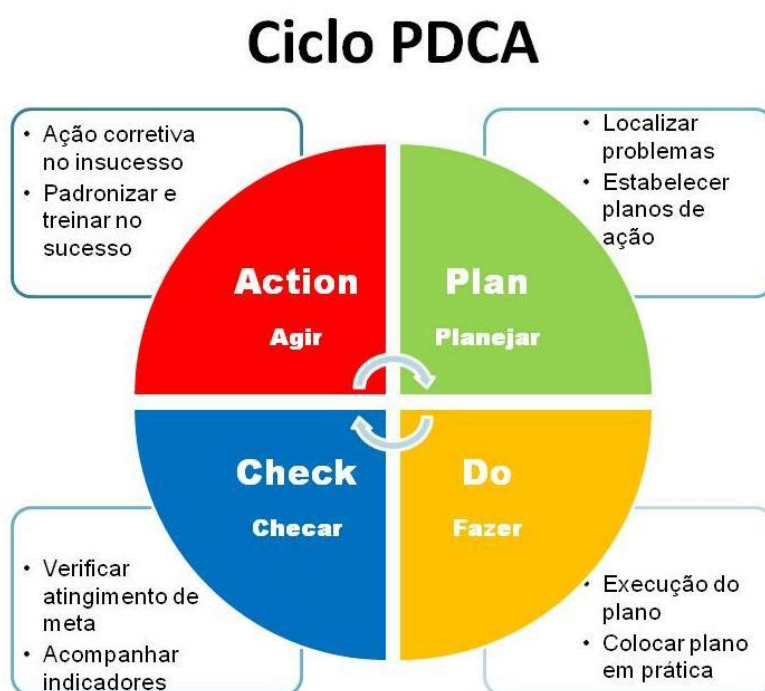 Ciclo PDCA
• Ação corretiva
no insucesso
• Padronizar e
treinar no
sucesso
• Localizar
problemas
• Estabelecer
planos de
ação
Action
Agir
Plan
Planejar
Check
Checar
Do
Fazer
• Verificar
atingimento de
meta
• Acompanhar
indicadores
• Execução do
plano
• Colocar plano
em prática